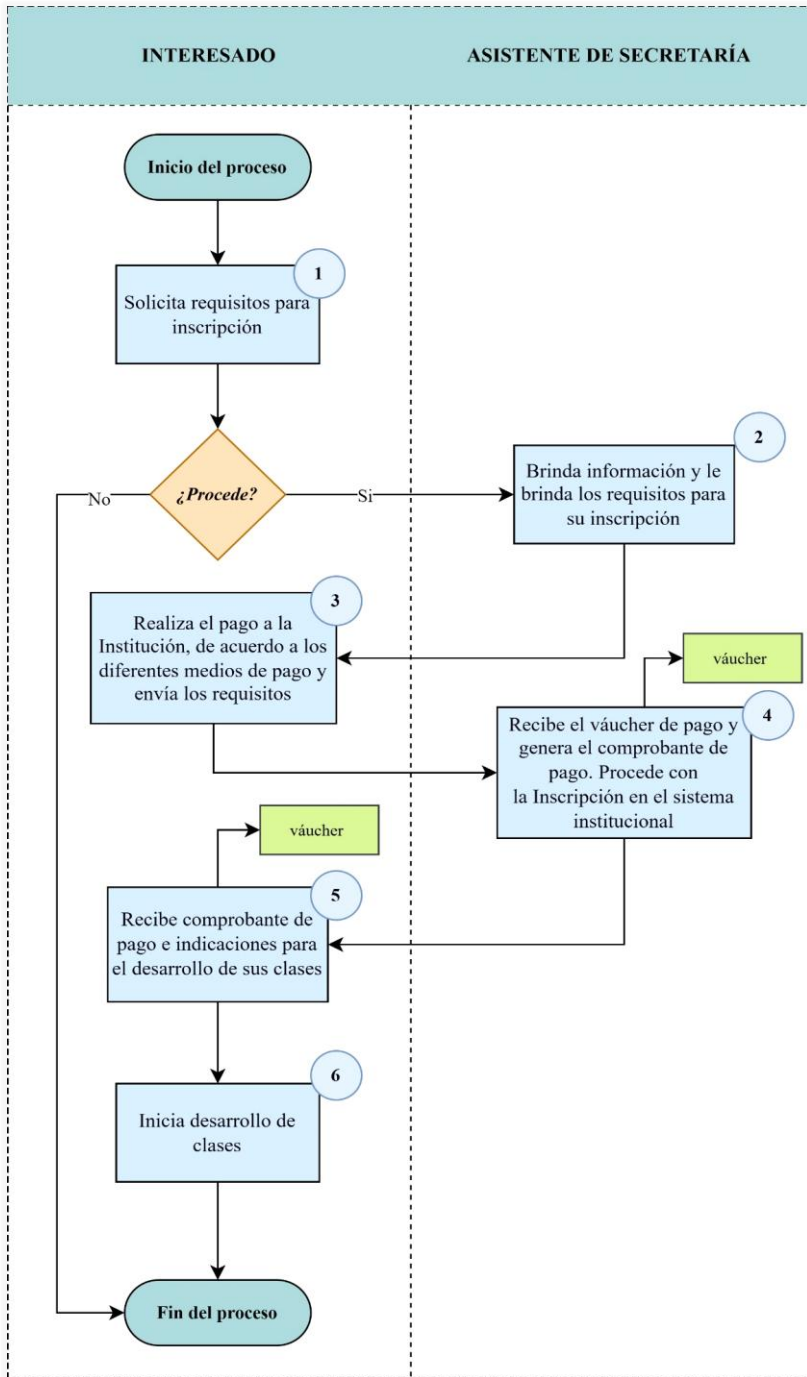 INTERESADO
ASISTENTE DE SECRETARÍA
Inicio del proceso
1
Solicita requisitos para
inscripción
¿Procede?
No
Si
2
Brinda información y le
brinda los requisitos para
su inscripción
3
Realiza el pago a la
Institución, de acuerdo a los
diferentes medios de pago y
envía los requisitos
váucher
4
Recibe el váucher de pago y
genera el comprobante de
pago. Procede con
la Inscripción en el sistema
institucional
váucher
5
Recibe comprobante de
pago e indicaciones para
el desarrollo de sus clases
6
Inicia desarrollo de
clases
Fin del proceso